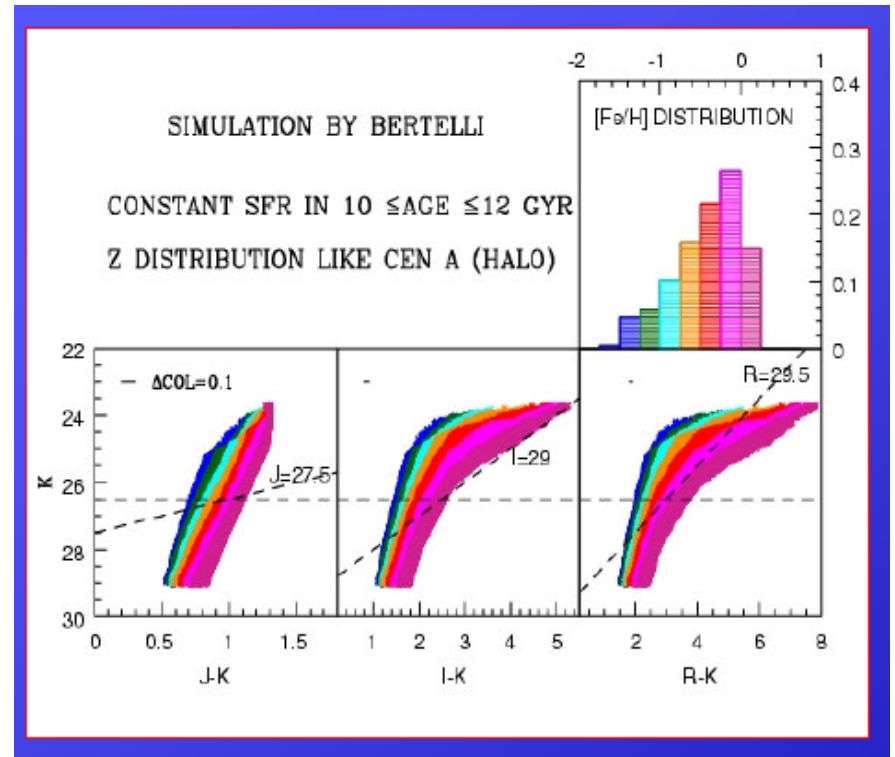 -2 -1 0 1
SIMULATION BY BERTELLI
CONSTANT SFR IN 10 ≤AGE ≤12 GYR
Z DISTRIBUTION LIKE CEN A (HALO)
[Fe/H] DISTRIBUTION
0.4
0.3
0.2
0.1
0
22
24
26
28
30
K
ΔCOL=0.1
J=27.5
I=29
R=29.5
0 0.5 1 1.5
1 2 3 4 5
2 4 6 8
J-K
I-K
R-K